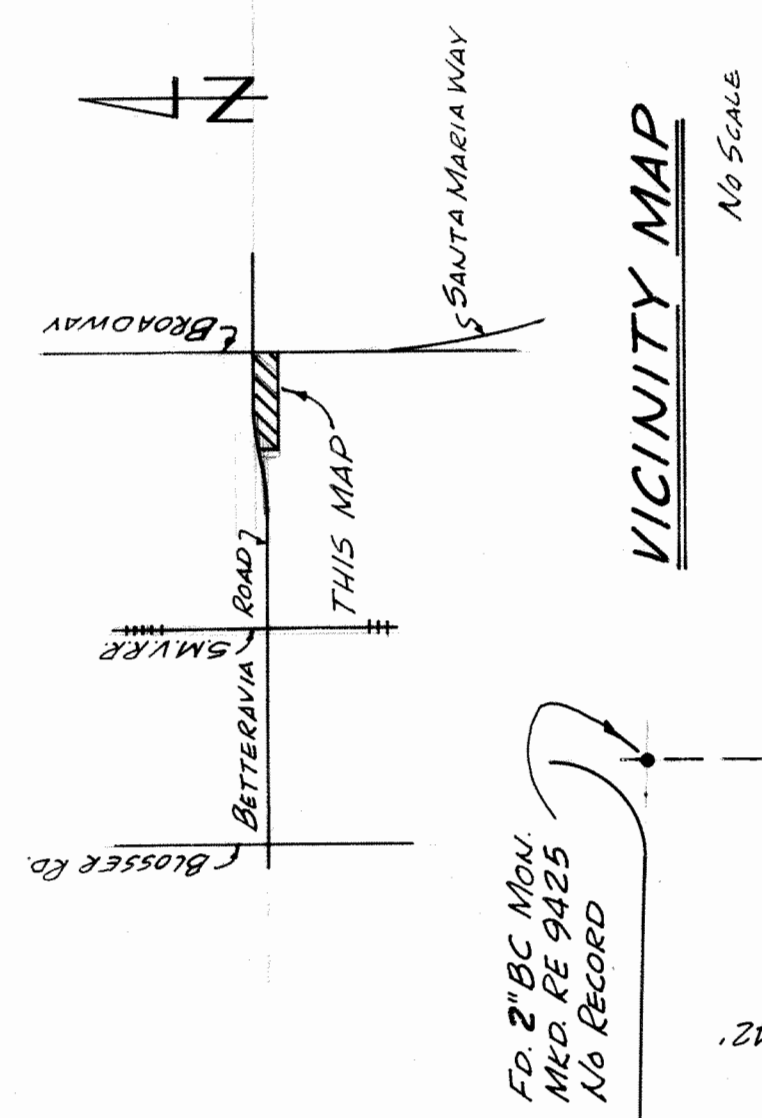 N
BROADWAY
SANTA MARIA WAY
THIS MAP
BETTERAVIA ROAD
S.M.V.R.R.
BLOSSER RD.
VICINITY MAP
NO SCALE
FD. 2" BC MON.
MKD. RE 9425
NO RECORD